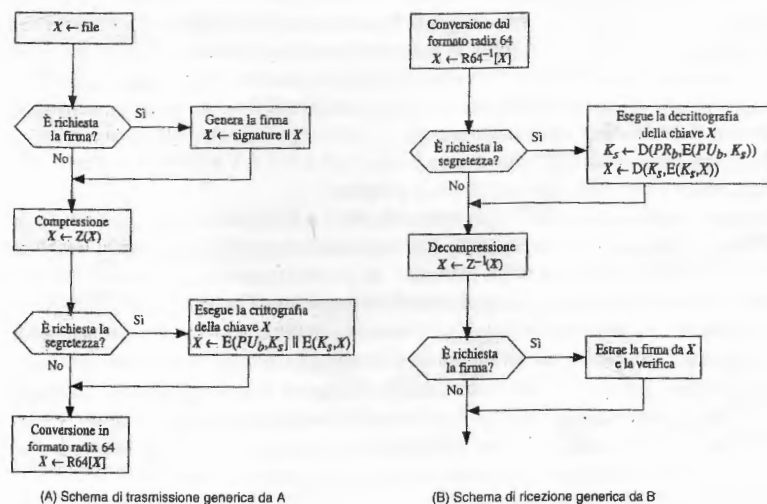 X ← file
È richiesta
la firma?
Sì
No
Genera la firma
X ← signature || X
Compressione
X ← Z(X)
È richiesta la
segretezza?
Sì
No
Esegue la crittografia
della chiave X
X ← E(PU_b, K_s] || E(K_s, X)
Conversione in
formato radix 64
X ← R64[X]
(A) Schema di trasmissione generica da A
Conversione dal
formato radix 64
X ← R64⁻¹[X]
È richiesta la
segretezza?
Sì
No
Esegue la decrittografia
della chiave X
K_s ← D(PR_b, E(PU_b, K_s))
X ← D(K_s, E(K_s, X))
Decompressione
X ← Z⁻¹(X)
È richiesta
la firma?
Sì
No
Estrae la firma da X
e la verifica
(B) Schema di ricezione generica da B